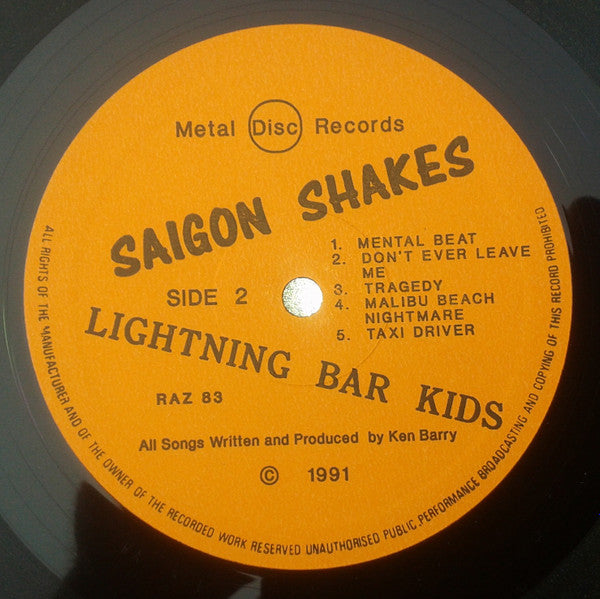 Metal Disc Records
SAIGON SHAKES
SIDE 2
1. MENTAL BEAT
2. DON'T EVER LEAVE
ME
3. TRAGEDY
4. MALIBU BEACH
NIGHTMARE
5. TAXI DRIVER
LIGHTNING BAR KIDS
RAZ 83
All Songs Written and Produced by Ken Barry
© 1991
ALL RIGHTS OF THE MANUFACTURER AND OF THE OWNER OF THE RECORDED WORK RESERVED UNAUTHORISED PUBLIC, PERFORMANCE BROADCASTING AND COPYING OF THIS RECORD PROHIBITED